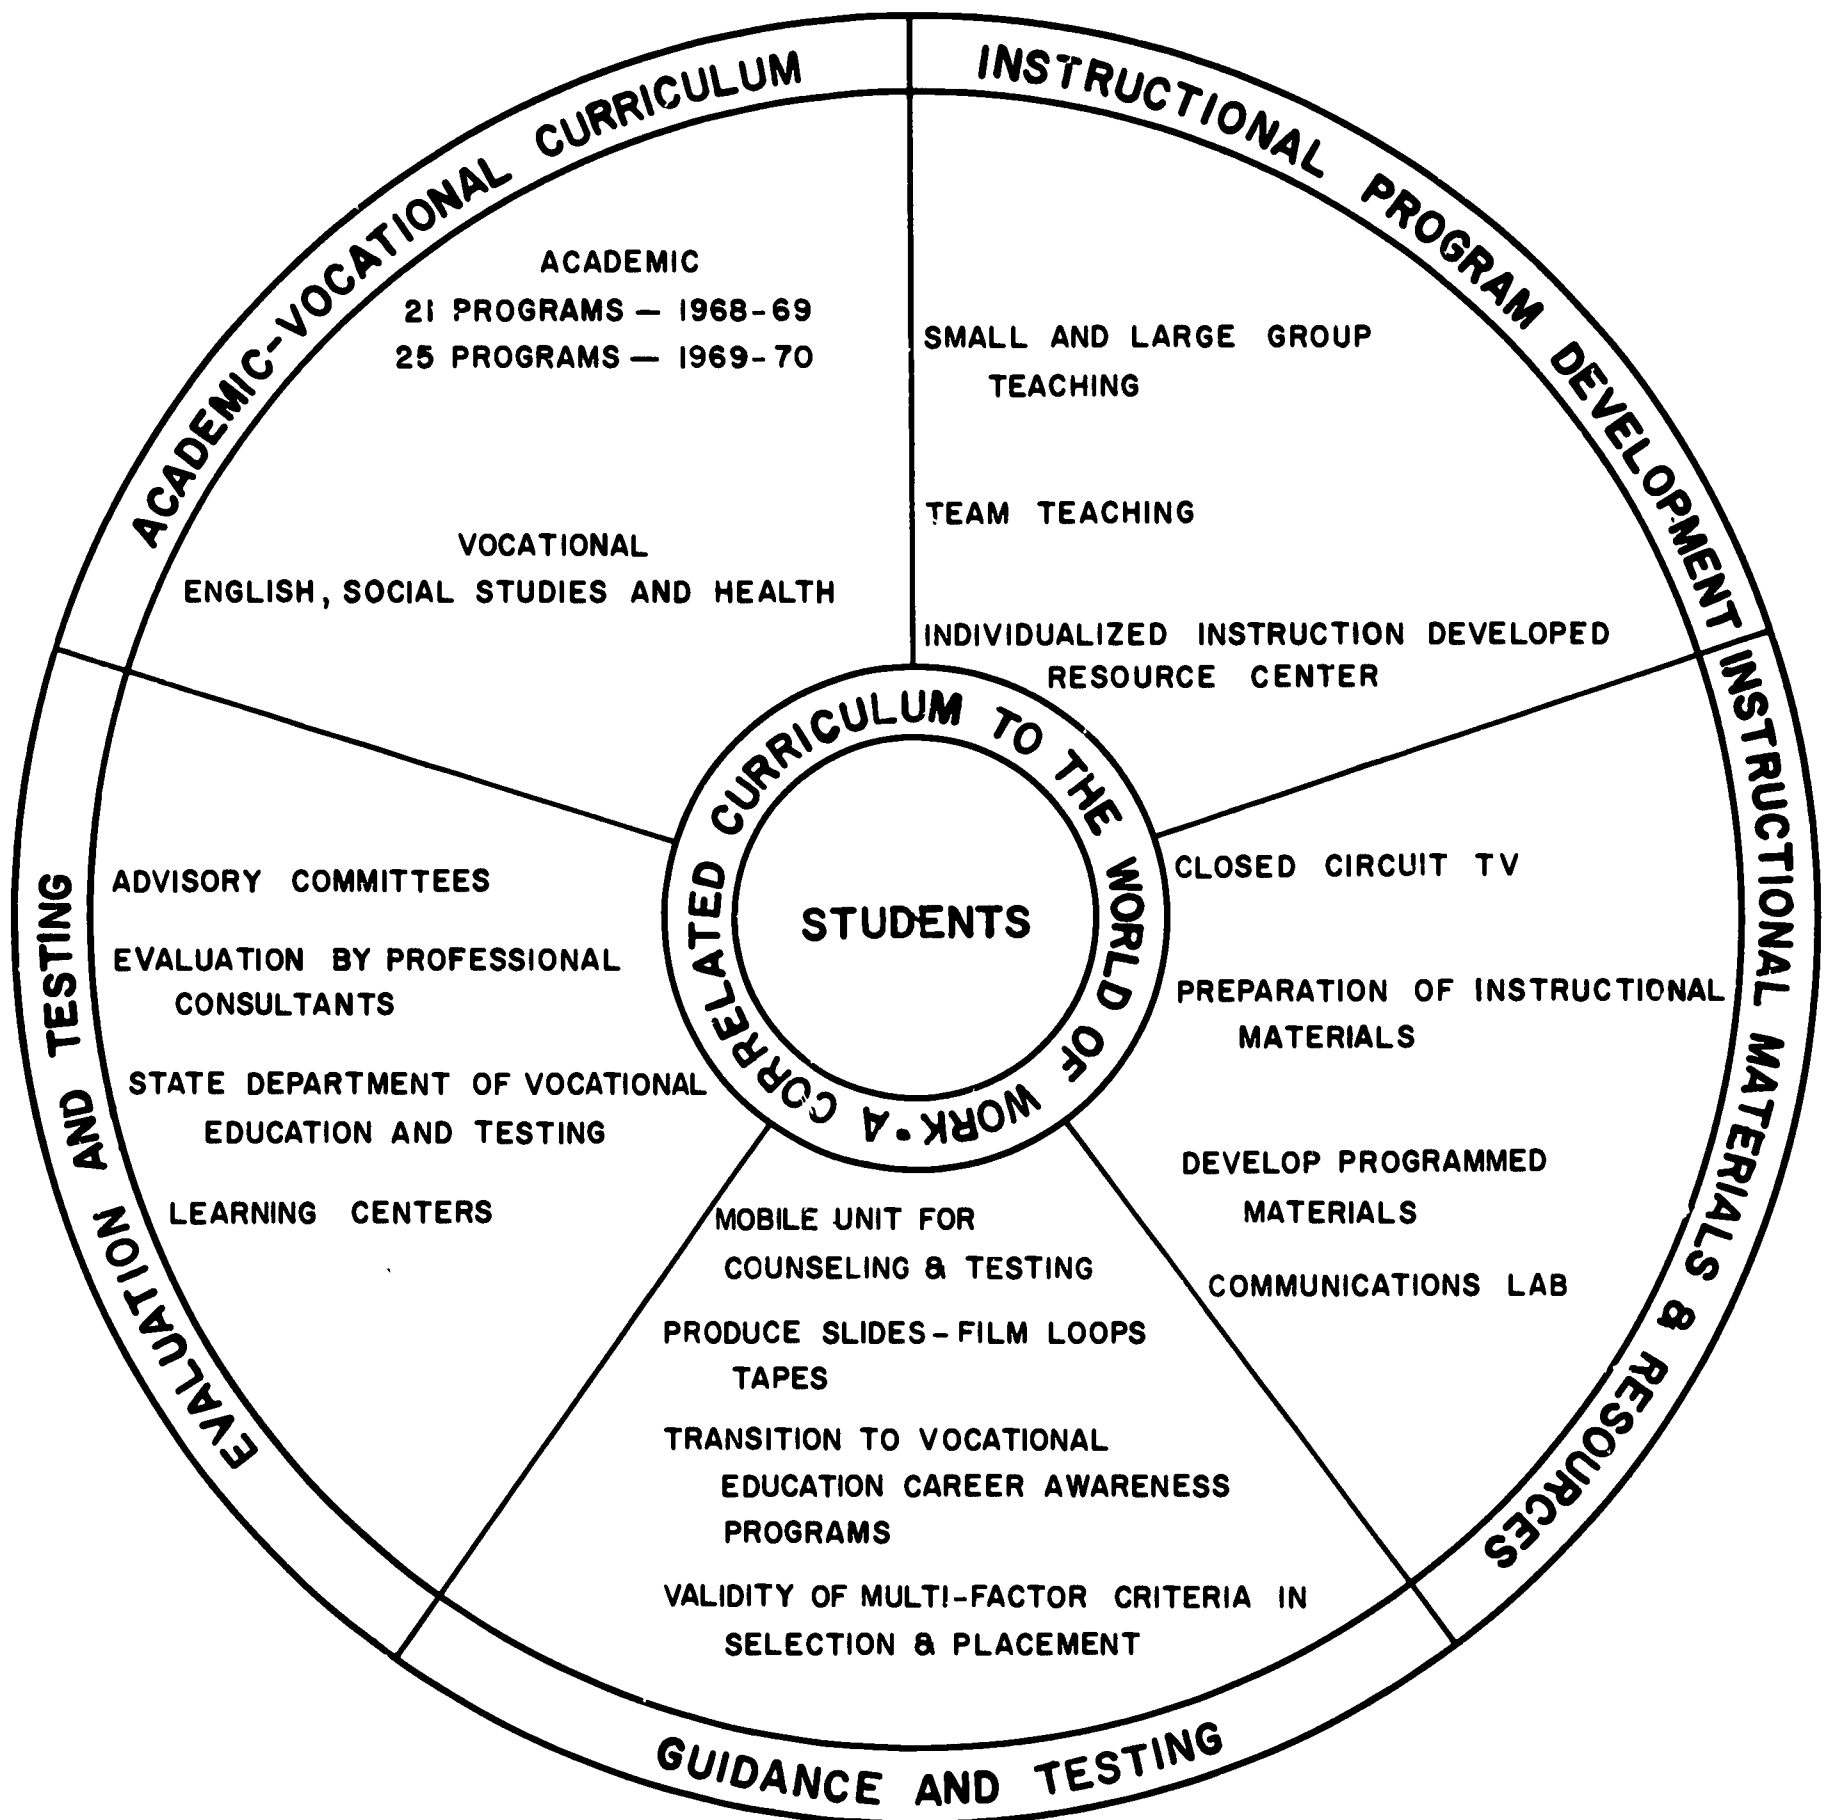 ACADEMIC-VOCATIONAL CURRICULUM
ACADEMIC
21 PROGRAMS — 1968-69
25 PROGRAMS — 1969-70
VOCATIONAL
ENGLISH, SOCIAL STUDIES AND HEALTH
INSTRUCTIONAL PROGRAM DEVELOPMENT
SMALL AND LARGE GROUP
TEACHING
TEAM TEACHING
INDIVIDUALIZED INSTRUCTION DEVELOPED
RESOURCE CENTER
INSTRUCTIONAL MATERIALS & RESOURCES
CLOSED CIRCUIT TV
PREPARATION OF INSTRUCTIONAL
MATERIALS
DEVELOP PROGRAMMED
MATERIALS
COMMUNICATIONS LAB
GUIDANCE AND TESTING
MOBILE UNIT FOR
COUNSELING & TESTING
PRODUCE SLIDES-FILM LOOPS
TAPES
TRANSITION TO VOCATIONAL
EDUCATION CAREER AWARENESS
PROGRAMS
VALIDITY OF MULTI-FACTOR CRITERIA IN
SELECTION & PLACEMENT
EVALUATION AND TESTING
ADVISORY COMMITTEES
EVALUATION BY PROFESSIONAL
CONSULTANTS
STATE DEPARTMENT OF VOCATIONAL
EDUCATION AND TESTING
LEARNING CENTERS
A CORRELATED CURRICULUM TO THE WORLD OF WORK •
STUDENTS